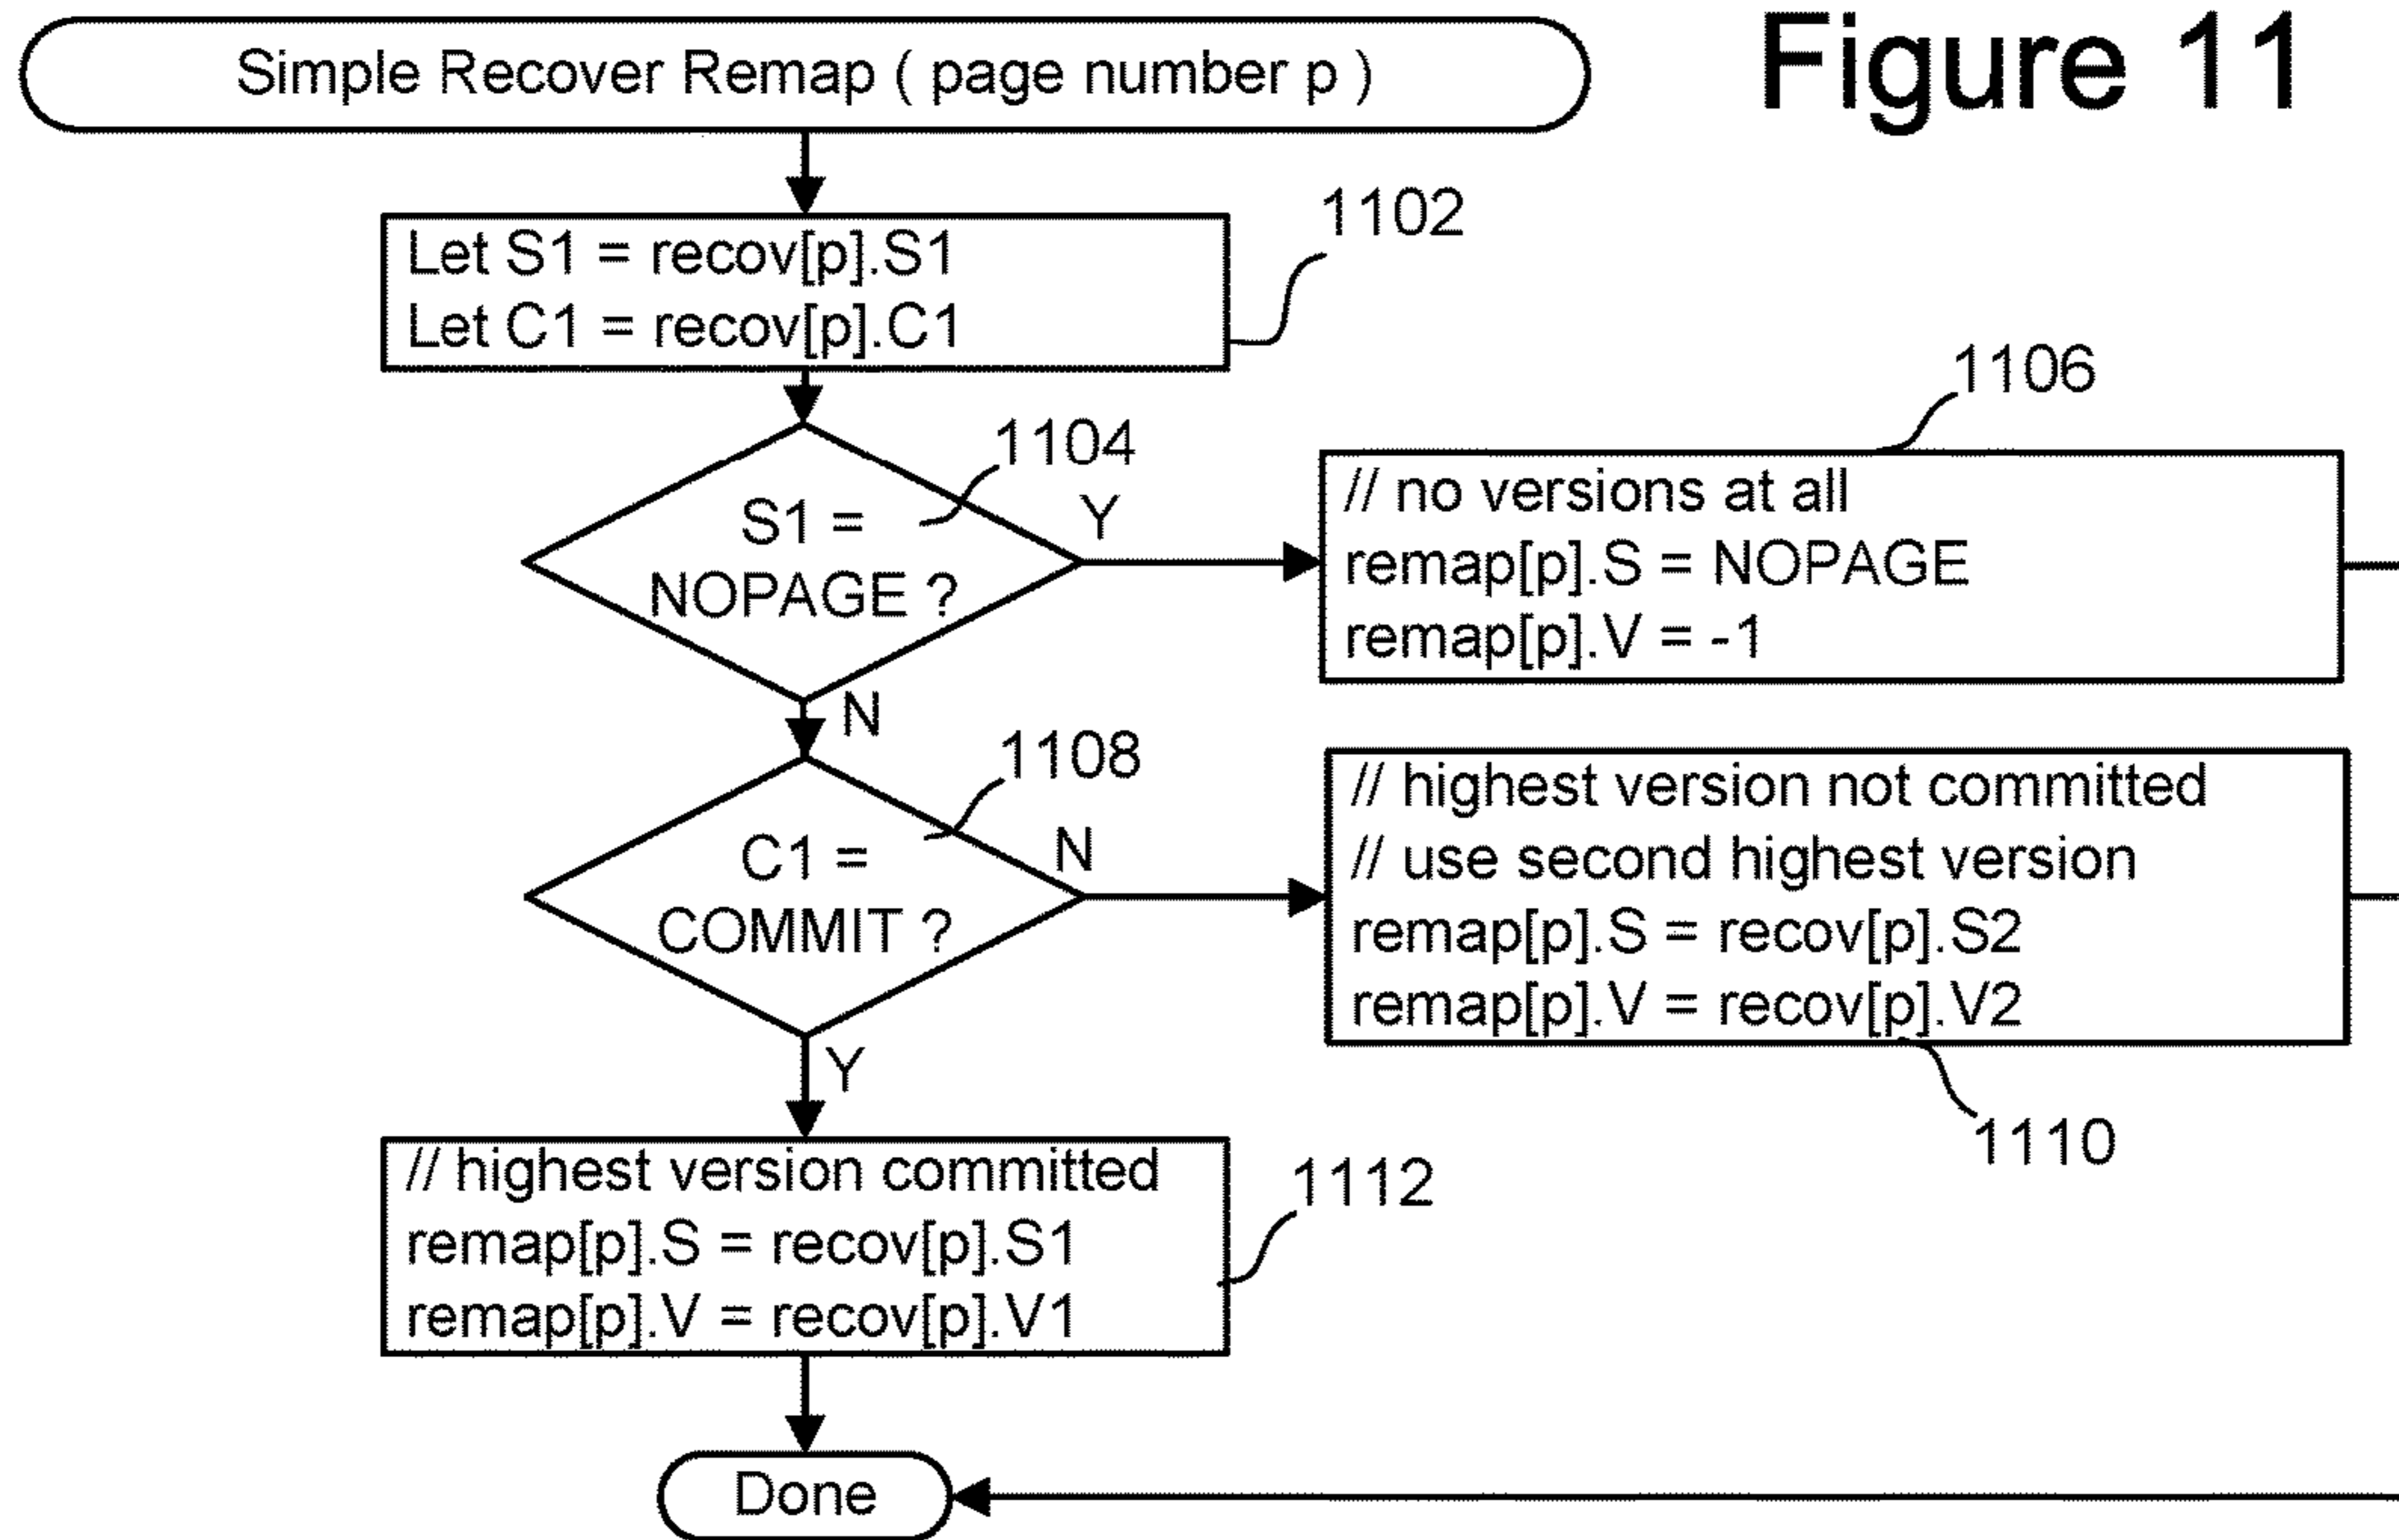 Figure 11
Simple Recover Remap ( page number p )
1102
Let S1 = recov[p].S1
Let C1 = recov[p].C1
1104
S1 =
NOPAGE ?
Y
N
1106
// no versions at all
remap[p].S = NOPAGE
remap[p].V = -1
1108
C1 =
COMMIT ?
N
Y
// highest version not committed
// use second highest version
remap[p].S = recov[p].S2
remap[p].V = recov[p].V2
1110
// highest version committed
remap[p].S = recov[p].S1
remap[p].V = recov[p].V1
1112
Done